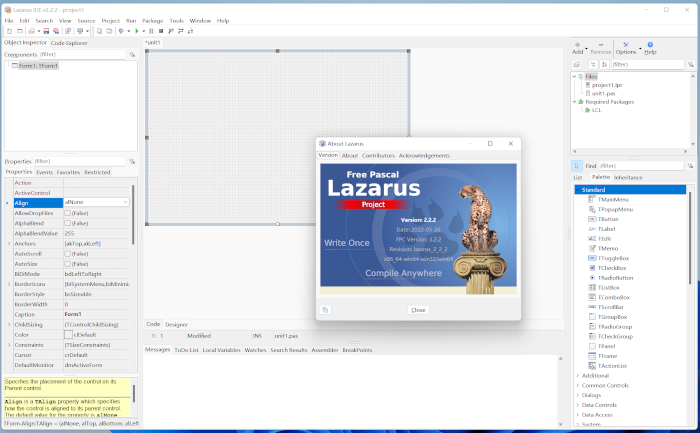 Lazarus IDE v2.2.2 - project1
File Edit Search View Source Project Run Package Tools Window Help
Object Inspector Code Explorer
Components (filter)
Form1: TForm1
Properties (filter)
Properties Events Favorites Restricted
Action
ActiveControl
Align alNone
AllowDropFiles (False)
AlphaBlend (False)
AlphaBlendValue 255
Anchors [akTop,akLeft]
AutoScroll (False)
AutoSize (False)
BiDiMode bdLeftToRight
BorderIcons [biSystemMenu,biMinimi
BorderStyle bsSizeable
BorderWidth 0
Caption Form1
ChildSizing (TControlChildSizing)
Color clDefault
Constraints (TSizeConstraints)
Cursor crDefault
DefaultMonitor dmActiveForm
Specifies the placement of the control on its
Parent control.
Align is a TAlign property which specifies
how the control is aligned to its parent control.
The default value for the property is alNone
TForm.Align:TAlign = (alNone, alTop, alBottom, alLeft
*unit1
Code Designer
1: 1 Modified INS unit1.pas
Messages ToDo List Local Variables Watches Search Results Assembler BreakPoints
About Lazarus
Version About Contributors Acknowledgements
Free Pascal
Lazarus
Project
Version: 2.2.2
Date: 2022-05-26
FPC Version: 3.2.2
Revision: lazarus_2_2_2
x86_64-win64-win32/win64
Write Once
Compile Anywhere
Close
Add Remove Options Help
(filter)
Files
project1.lpr
unit1.pas
Required Packages
LCL
Find: (filter)
List Palette Inheritance
Standard
TMainMenu
TPopupMenu
TButton
TLabel
TEdit
TMemo
TToggleBox
TCheckBox
TRadioButton
TListBox
TComboBox
TScrollBar
TGroupBox
TRadioGroup
TCheckGroup
TPanel
TFrame
TActionList
Additional
Common Controls
Dialogs
Data Controls
Data Access
System